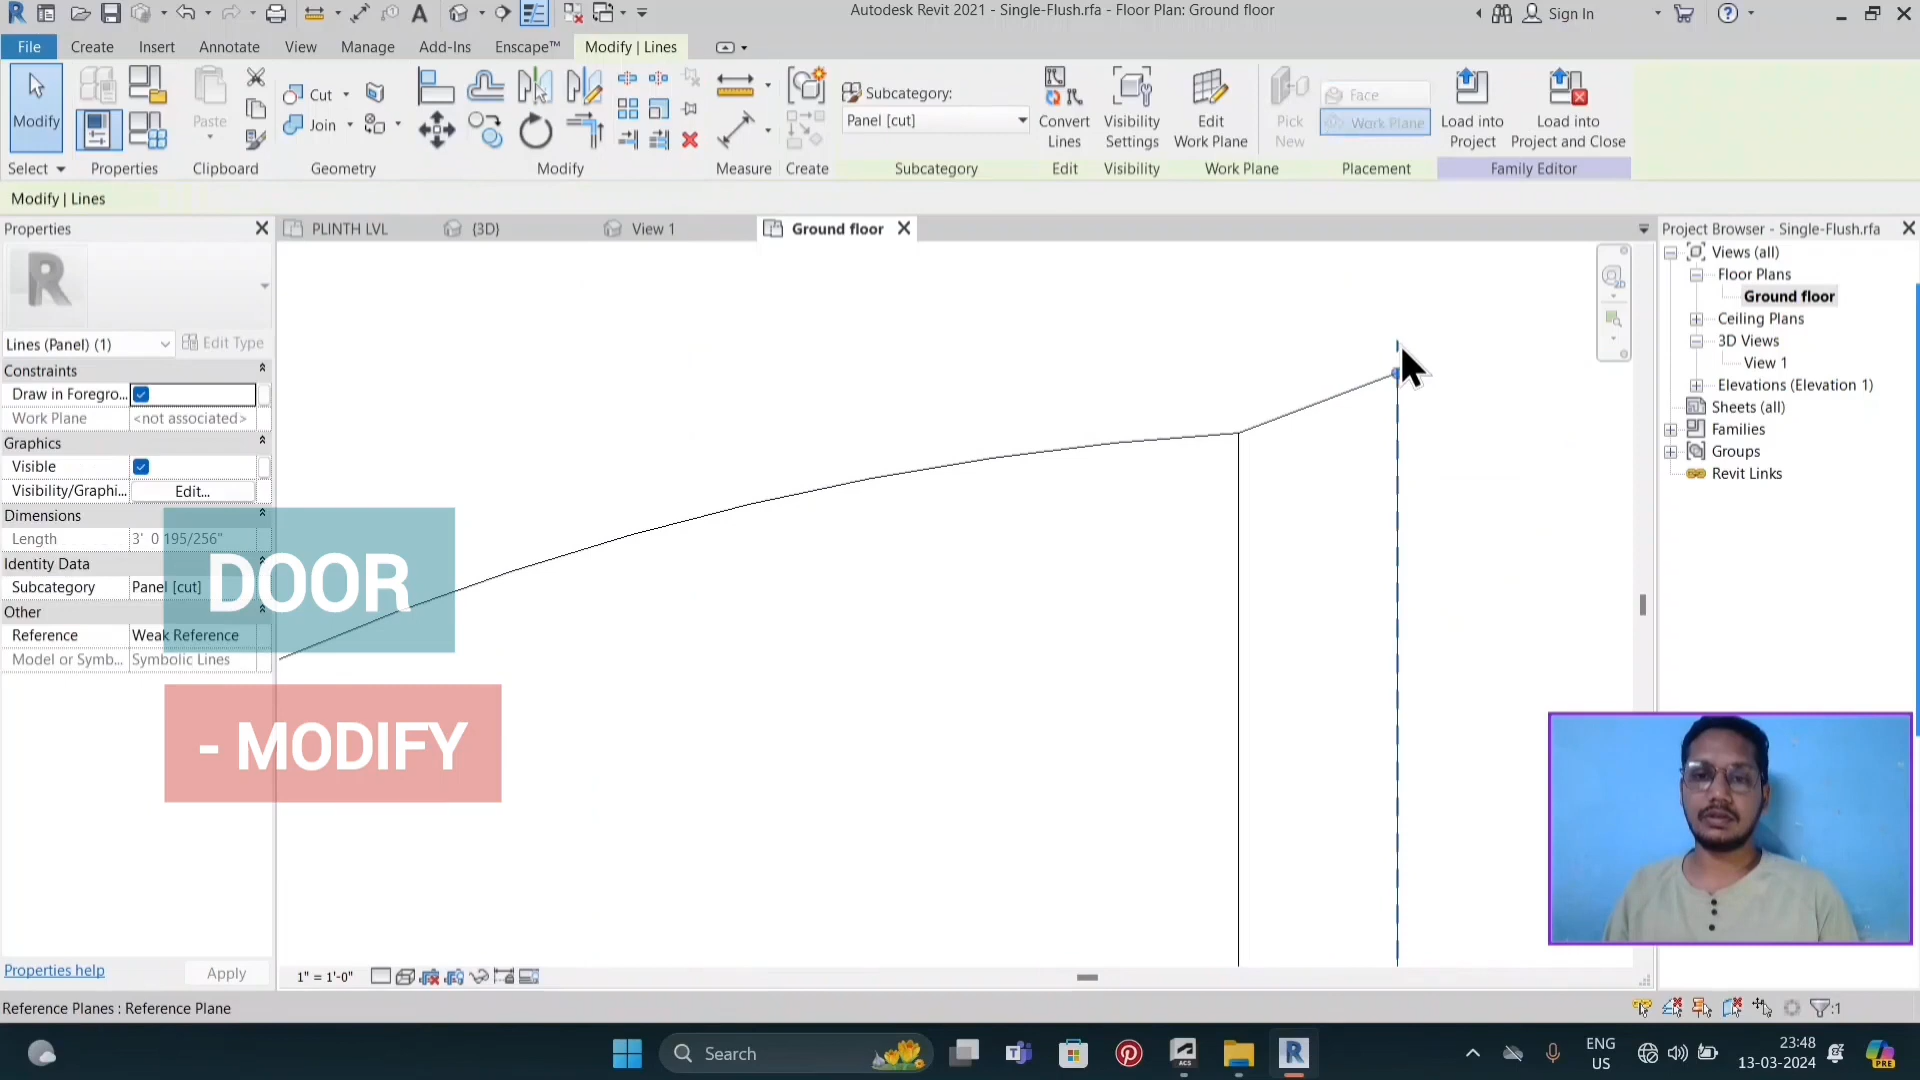 Autodesk Revit 2021 - Single-Flush.rfa - Floor Plan: Ground floor
Sign In
File Create Insert Annotate View Manage Add-Ins Enscape™ Modify | Lines
Modify
Paste
Cut
Join
Subcategory:
Panel [cut]
Convert Lines
Visibility Settings
Edit Work Plane
Pick New
Face
Work Plane
Load into Project
Load into Project and Close
Select Properties Clipboard Geometry Modify Measure Create Subcategory Edit Visibility Work Plane Placement Family Editor
Modify | Lines
Properties
PLINTH LVL {3D} View 1 Ground floor
Project Browser - Single-Flush.rfa
Views (all)
Floor Plans
Ground floor
Ceiling Plans
3D Views
View 1
Elevations (Elevation 1)
Sheets (all)
Families
Groups
Revit Links
R
Lines (Panel) (1) Edit Type
Constraints
Draw in Foregro...
Work Plane <not associated>
Graphics
Visible
Visibility/Graphi... Edit...
Dimensions
Length 3' 0 195/256"
Identity Data
Subcategory Panel [cut]
Other
Reference Weak Reference
Model or Symb... Symbolic Lines
DOOR
- MODIFY
Properties help Apply
1" = 1'-0"
Reference Planes : Reference Plane
:1
Search
ENG
US
23:48
13-03-2024